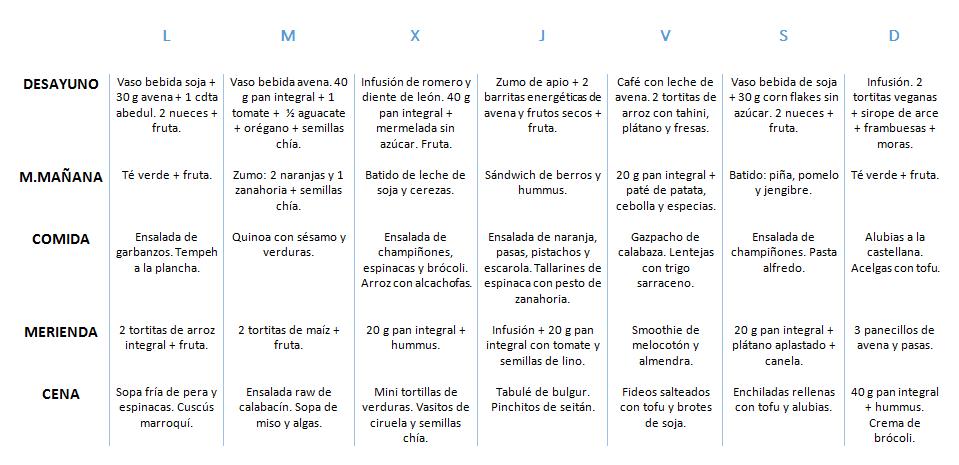 L M X J V S D
DESAYUNO
Vaso bebida soja +
30 g avena + 1 cdta
abedul. 2 nueces +
fruta.
Vaso bebida avena. 40
g pan integral + 1
tomate + ½ aguacate
+ orégano + semillas
chía.
Infusión de romero y
diente de león. 40 g
pan integral +
mermelada sin
azúcar. Fruta.
Zumo de apio + 2
barritas energéticas de
avena y frutos secos +
fruta.
Café con leche de
avena. 2 tortitas de
arroz con tahini,
plátano y fresas.
Vaso bebida de soja
+ 30 g corn flakes sin
azúcar. 2 nueces +
fruta.
Infusión. 2
tortitas veganas
+ sirope de arce
+ frambuesas +
moras.
M.MAÑANA
Té verde + fruta.
Zumo: 2 naranjas y 1
zanahoria + semillas
chía.
Batido de leche de
soja y cerezas.
Sándwich de berros y
hummus.
20 g pan integral +
paté de patata,
cebolla y especias.
Batido: piña, pomelo
y jengibre.
Té verde + fruta.
COMIDA
Ensalada de
garbanzos. Tempeh
a la plancha.
Quinoa con sésamo y
verduras.
Ensalada de
champiñones,
espinacas y brócoli.
Arroz con alcachofas.
Ensalada de naranja,
pasas, pistachos y
escarola. Tallarines de
espinaca con pesto de
zanahoria.
Gazpacho de
calabaza. Lentejas
con trigo
sarraceno.
Ensalada de
champiñones. Pasta
alfredo.
Alubias a la
castellana.
Acelgas con tofu.
MERIENDA
2 tortitas de arroz
integral + fruta.
2 tortitas de maíz +
fruta.
20 g pan integral +
hummus.
Infusión + 20 g pan
integral con tomate y
semillas de lino.
Smoothie de
melocotón y
almendra.
20 g pan integral +
plátano aplastado +
canela.
3 panecillos de
avena y pasas.
CENA
Sopa fría de pera y
espinacas. Cuscús
marroquí.
Ensalada raw de
calabacín. Sopa de
miso y algas.
Mini tortillas de
verduras. Vasitos de
ciruela y semillas
chía.
Tabulé de bulgur.
Pinchitos de seitán.
Fideos salteados
con tofu y brotes
de soja.
Enchiladas rellenas
con tofu y alubias.
40 g pan integral
+ hummus.
Crema de
brócoli.